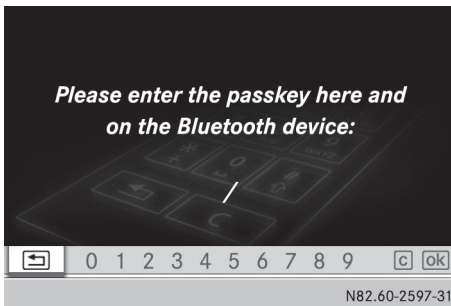 Please enter the passkey here and
on the Bluetooth device:
0 1 2 3 4 5 6 7 8 9 c ok
N82.60-2597-31